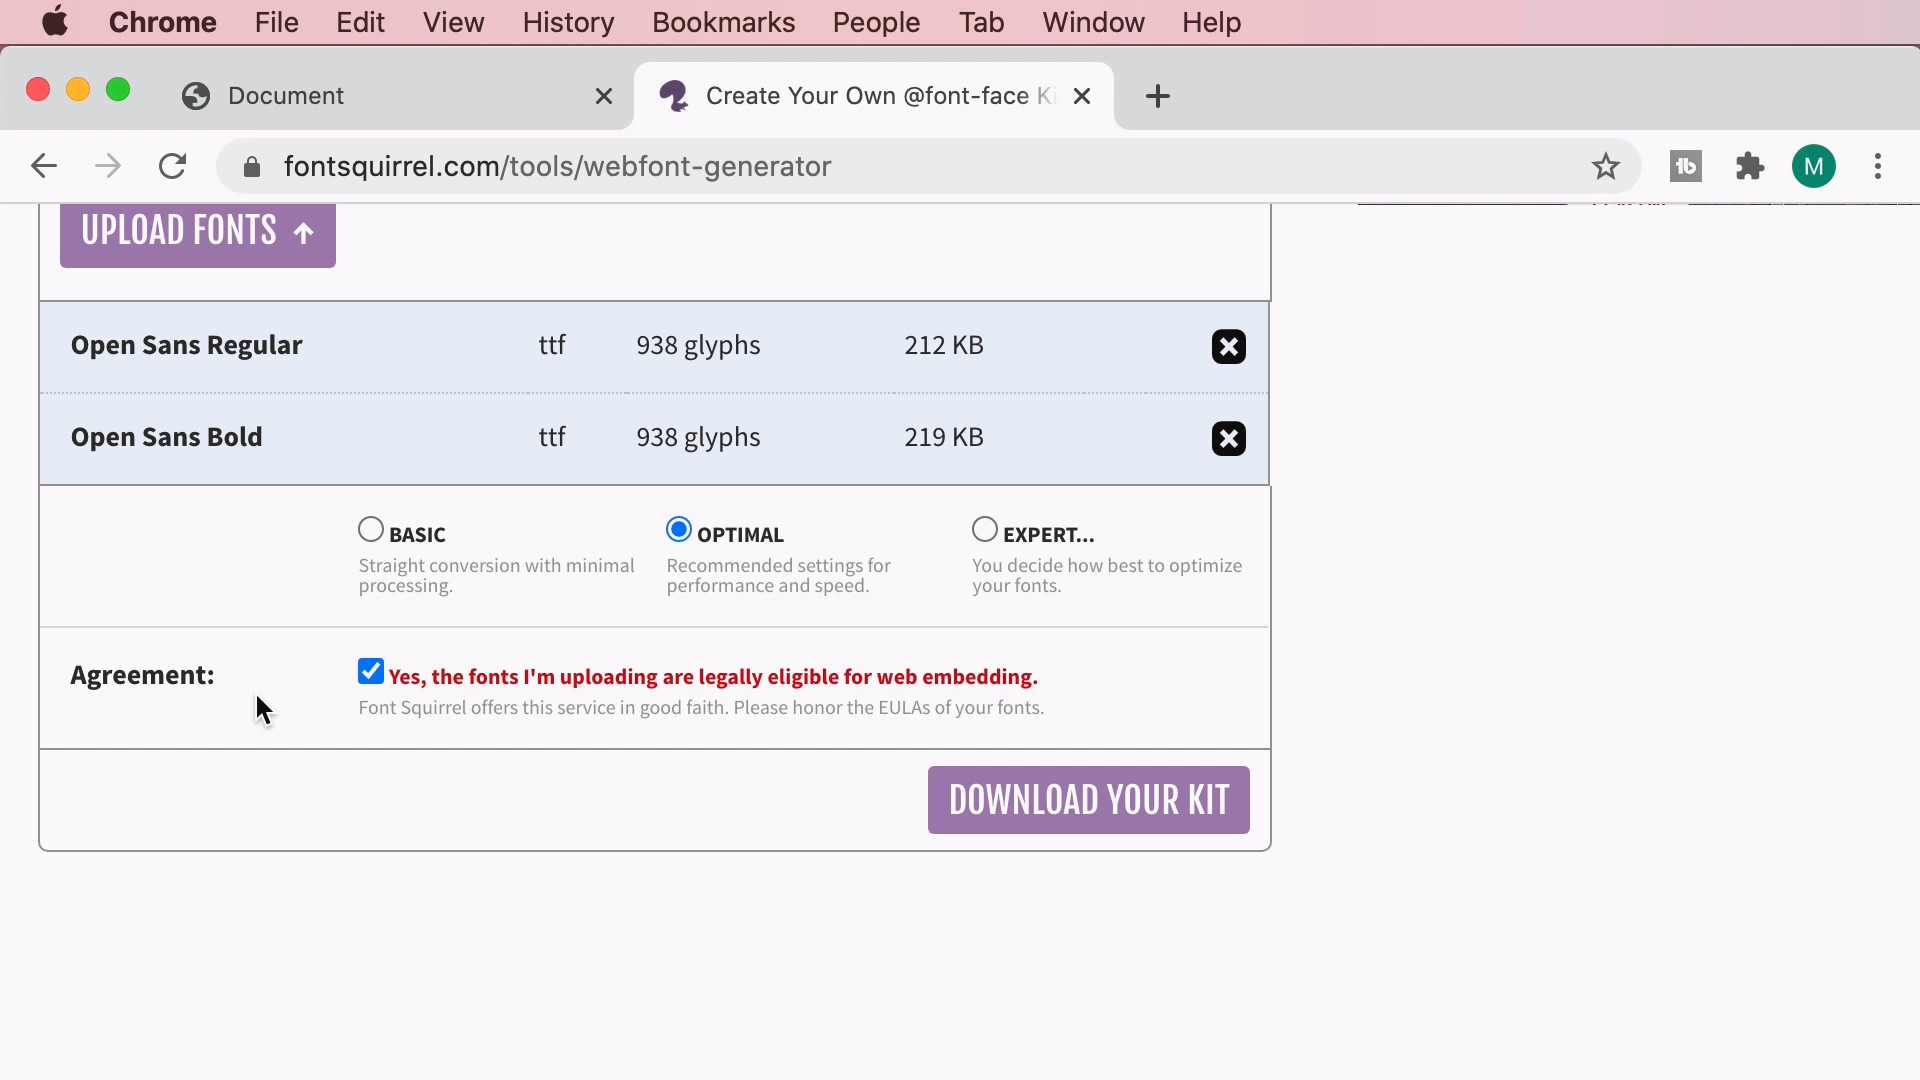 Chrome File Edit View History Bookmarks People Tab Window Help
Document
Create Your Own @font-face Ki
fontsquirrel.com/tools/webfont-generator
M
UPLOAD FONTS
Open Sans Regular ttf 938 glyphs 212 KB
Open Sans Bold ttf 938 glyphs 219 KB
BASIC
Straight conversion with minimal
processing.
OPTIMAL
Recommended settings for
performance and speed.
EXPERT...
You decide how best to optimize
your fonts.
Agreement:
Yes, the fonts I'm uploading are legally eligible for web embedding.
Font Squirrel offers this service in good faith. Please honor the EULAs of your fonts.
DOWNLOAD YOUR KIT